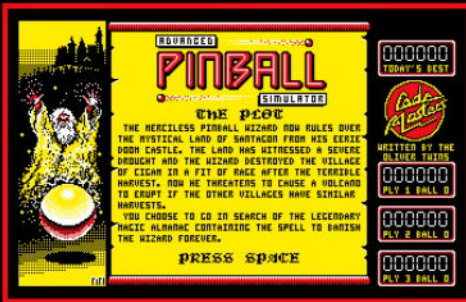 ADVANCED
PINBALL
SIMULATOR
THE PLOT
THE MERCILESS PINBALL WIZARD NOW RULES OVER
THE MYSTICAL LAND OF SANTAGON FROM HIS EERIE
DOOM CASTLE. THE LAND HAS WITNESSED A SEVERE
DROUGHT AND THE WIZARD DESTROYED THE VILLAGE
OF CIGAM IN A FIT OF RAGE AFTER THE TERRIBLE
HARVEST. NOW HE THREATENS TO CAUSE A VOLCANO
TO ERUPT IF THE OTHER VILLAGES HAVE SIMILAR
HARVESTS.
YOU CHOOSE TO GO IN SEARCH OF THE LEGENDARY
MAGIC ALMANAC CONTAINING THE SPELL TO BANISH
THE WIZARD FOREVER.
PRESS SPACE
000000
TODAY'S BEST
Code
Masters
WRITTEN BY THE
OLIVER TWINS
000000
PLY 1 BALL 0
000000
PLY 2 BALL 0
000000
PLY 3 BALL 0